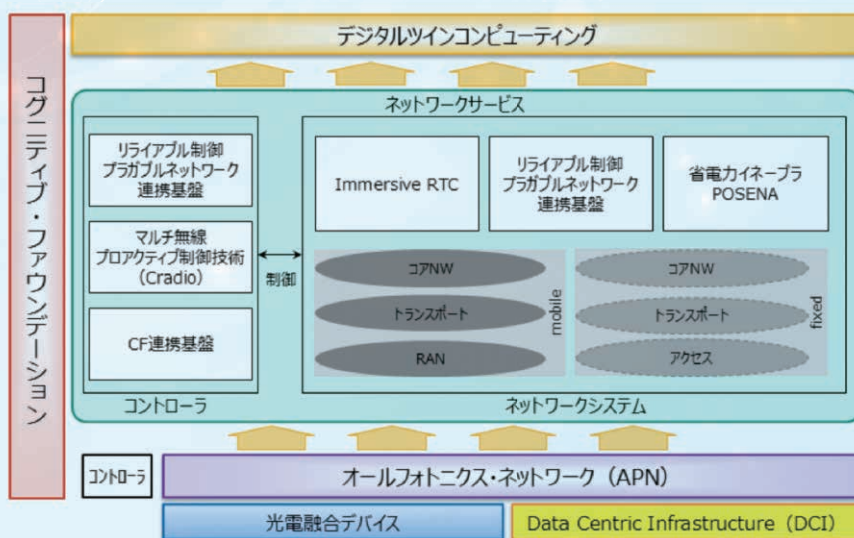 デジタルツインコンピューティング
コグニティブ・ファウンデーション
ネットワークサービス
リライアブル制御
プラガブルネットワーク
連携基盤
マルチ無線
プロアクティブ制御技術
(Cradio)
CF連携基盤
コントローラ
制御
Immersive RTC
リライアブル制御
プラガブルネットワーク
連携基盤
省電力イネーブラ
POSENA
コアNW
トランスポート
RAN
mobile
コアNW
トランスポート
アクセス
fixed
ネットワークシステム
コントローラ
オールフォトニクス・ネットワーク(APN)
光電融合デバイス
Data Centric Infrastructure(DCI)